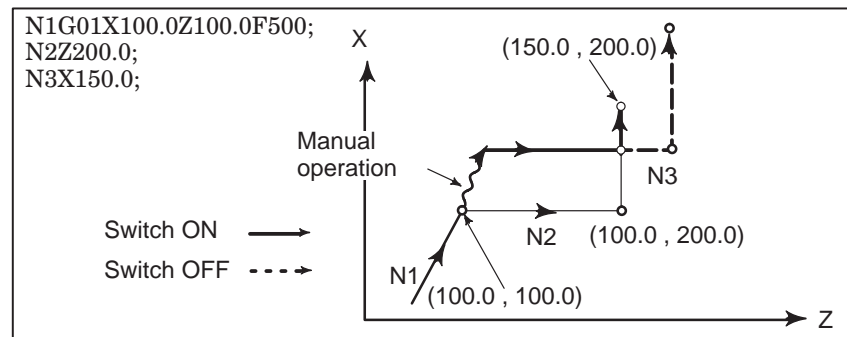 N1G01X100.0Z100.0F500;
N2Z200.0;
N3X150.0;
X
(150.0 , 200.0)
Manual
operation
N3
Switch ON
N2
(100.0 , 200.0)
Switch OFF
N1
(100.0 , 100.0)
Z